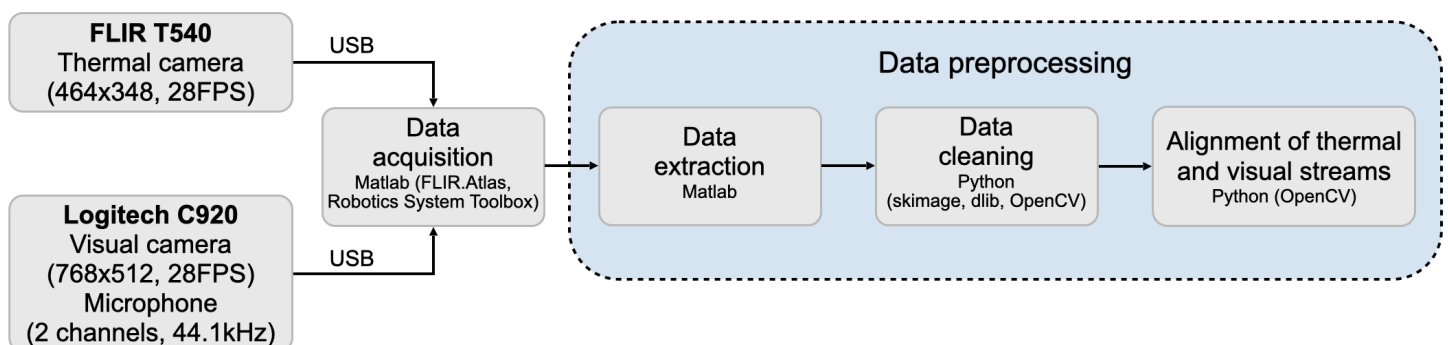 FLIR T540
Thermal camera
(464x348, 28FPS)
USB
Logitech C920
Visual camera
(768x512, 28FPS)
Microphone
(2 channels, 44.1kHz)
USB
Data
acquisition
Matlab (FLIR.Atlas,
Robotics System Toolbox)
Data preprocessing
Data
extraction
Matlab
Data
cleaning
Python
(skimage, dlib, OpenCV)
Alignment of thermal
and visual streams
Python (OpenCV)